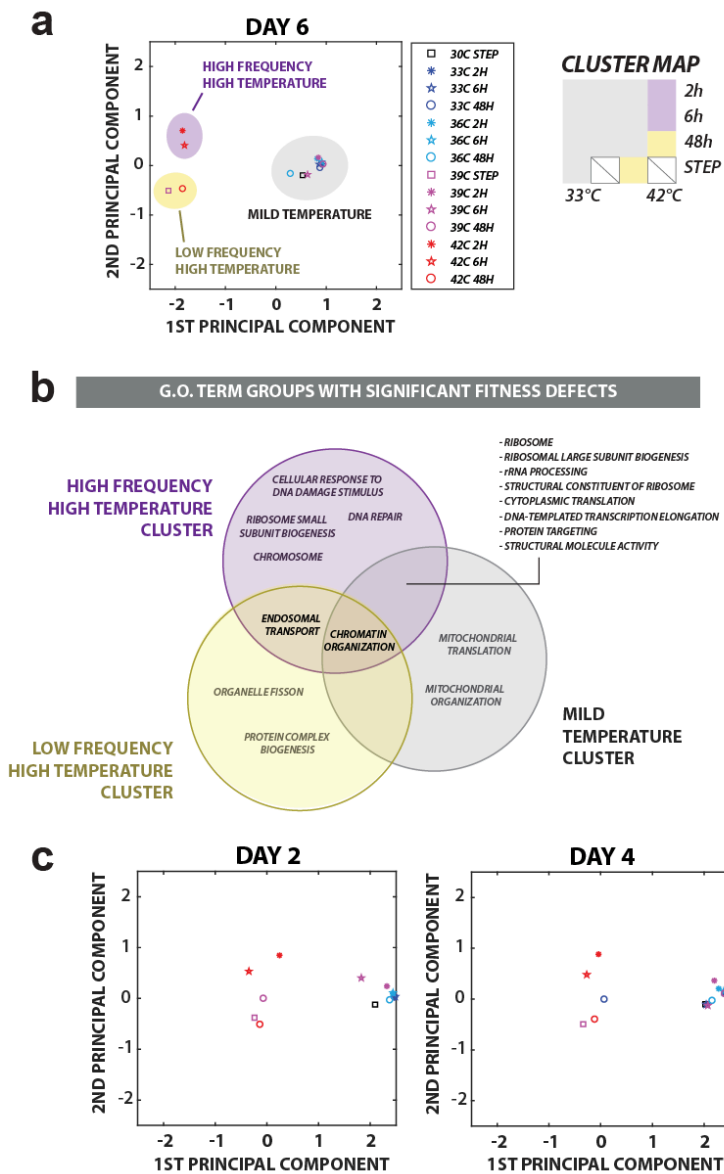 a
DAY 6
2ND PRINCIPAL COMPONENT
2
1
0
-1
-2
HIGH FREQUENCY
HIGH TEMPERATURE
MILD TEMPERATURE
LOW FREQUENCY
HIGH TEMPERATURE
-2 -1 0 1 2
1ST PRINCIPAL COMPONENT
30C STEP
33C 2H
33C 6H
33C 48H
36C 2H
36C 6H
36C 48H
39C STEP
39C 2H
39C 6H
39C 48H
42C 2H
42C 6H
42C 48H
CLUSTER MAP
2h
6h
48h
STEP
33°C 42°C
b
G.O. TERM GROUPS WITH SIGNIFICANT FITNESS DEFECTS
HIGH FREQUENCY
HIGH TEMPERATURE
CLUSTER
CELLULAR RESPONSE TO
DNA DAMAGE STIMULUS
RIBOSOME SMALL
SUBUNIT BIOGENESIS
DNA REPAIR
CHROMOSOME
- RIBOSOME
- RIBOSOMAL LARGE SUBUNIT BIOGENESIS
- rRNA PROCESSING
- STRUCTURAL CONSTITUENT OF RIBOSOME
- CYTOPLASMIC TRANSLATION
- DNA-TEMPLATED TRANSCRIPTION ELONGATION
- PROTEIN TARGETING
- STRUCTURAL MOLECULE ACTIVITY
ENDOSOMAL
TRANSPORT
CHROMATIN
ORGANIZATION
MITOCHONDRIAL
TRANSLATION
MITOCHONDRIAL
ORGANIZATION
ORGANELLE FISSON
PROTEIN COMPLEX
BIOGENESIS
LOW FREQUENCY
HIGH TEMPERATURE
CLUSTER
MILD
TEMPERATURE
CLUSTER
c
DAY 2
2ND PRINCIPAL COMPONENT
2
1
0
-1
-2
-2 -1 0 1 2
1ST PRINCIPAL COMPONENT
DAY 4
2ND PRINCIPAL COMPONENT
2
1
0
-1
-2
-2 -1 0 1 2
1ST PRINCIPAL COMPONENT